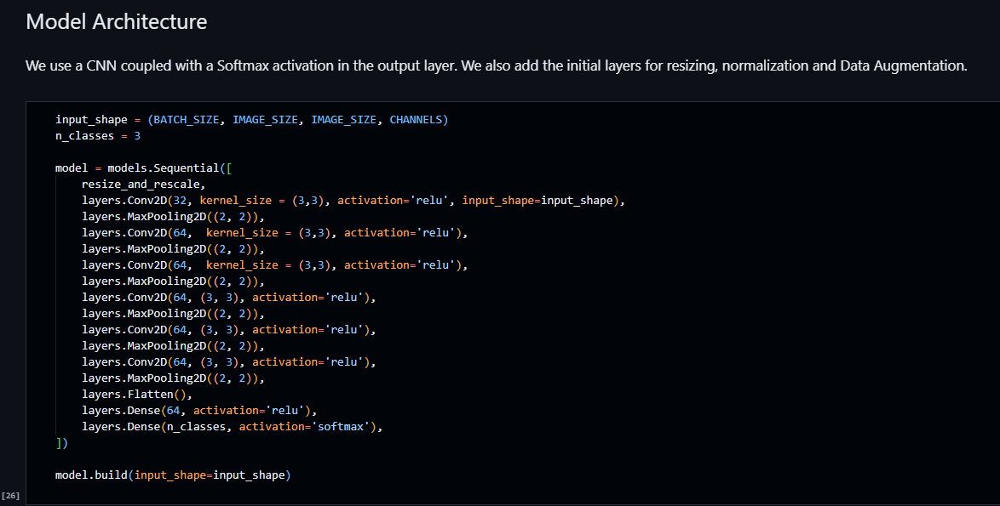 Model Architecture
We use a CNN coupled with a Softmax activation in the output layer. We also add the initial layers for resizing, normalization and Data Augmentation.
input_shape = (BATCH_SIZE, IMAGE_SIZE, IMAGE_SIZE, CHANNELS)
n_classes = 3
model = models.Sequential([
    resize_and_rescale,
    layers.Conv2D(32, kernel_size = (3,3), activation='relu', input_shape=input_shape),
    layers.MaxPooling2D((2, 2)),
    layers.Conv2D(64,  kernel_size = (3,3), activation='relu'),
    layers.MaxPooling2D((2, 2)),
    layers.Conv2D(64,  kernel_size = (3,3), activation='relu'),
    layers.MaxPooling2D((2, 2)),
    layers.Conv2D(64, (3, 3), activation='relu'),
    layers.MaxPooling2D((2, 2)),
    layers.Conv2D(64, (3, 3), activation='relu'),
    layers.MaxPooling2D((2, 2)),
    layers.Conv2D(64, (3, 3), activation='relu'),
    layers.MaxPooling2D((2, 2)),
    layers.Flatten(),
    layers.Dense(64, activation='relu'),
    layers.Dense(n_classes, activation='softmax'),
])
model.build(input_shape=input_shape)
[26]